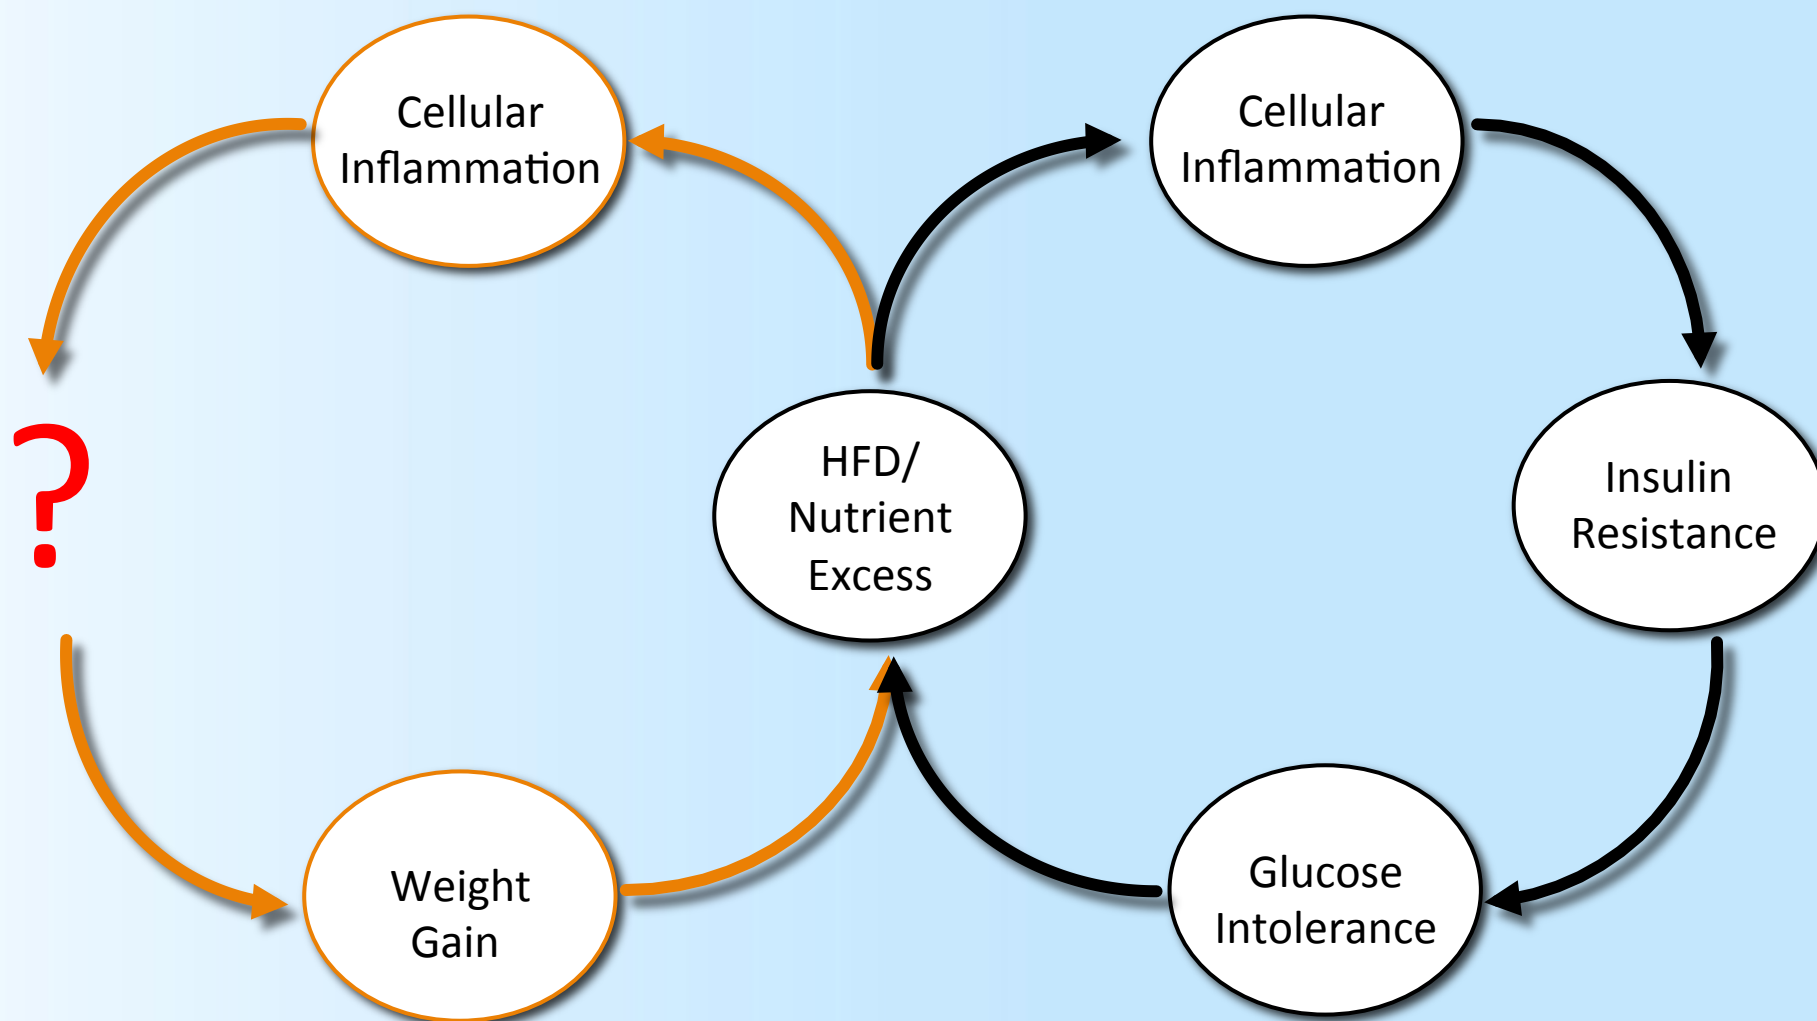 Cellular
Inflammation
Cellular
Inflammation
?
HFD/
Nutrient
Excess
Insulin
Resistance
Weight
Gain
Glucose
Intolerance